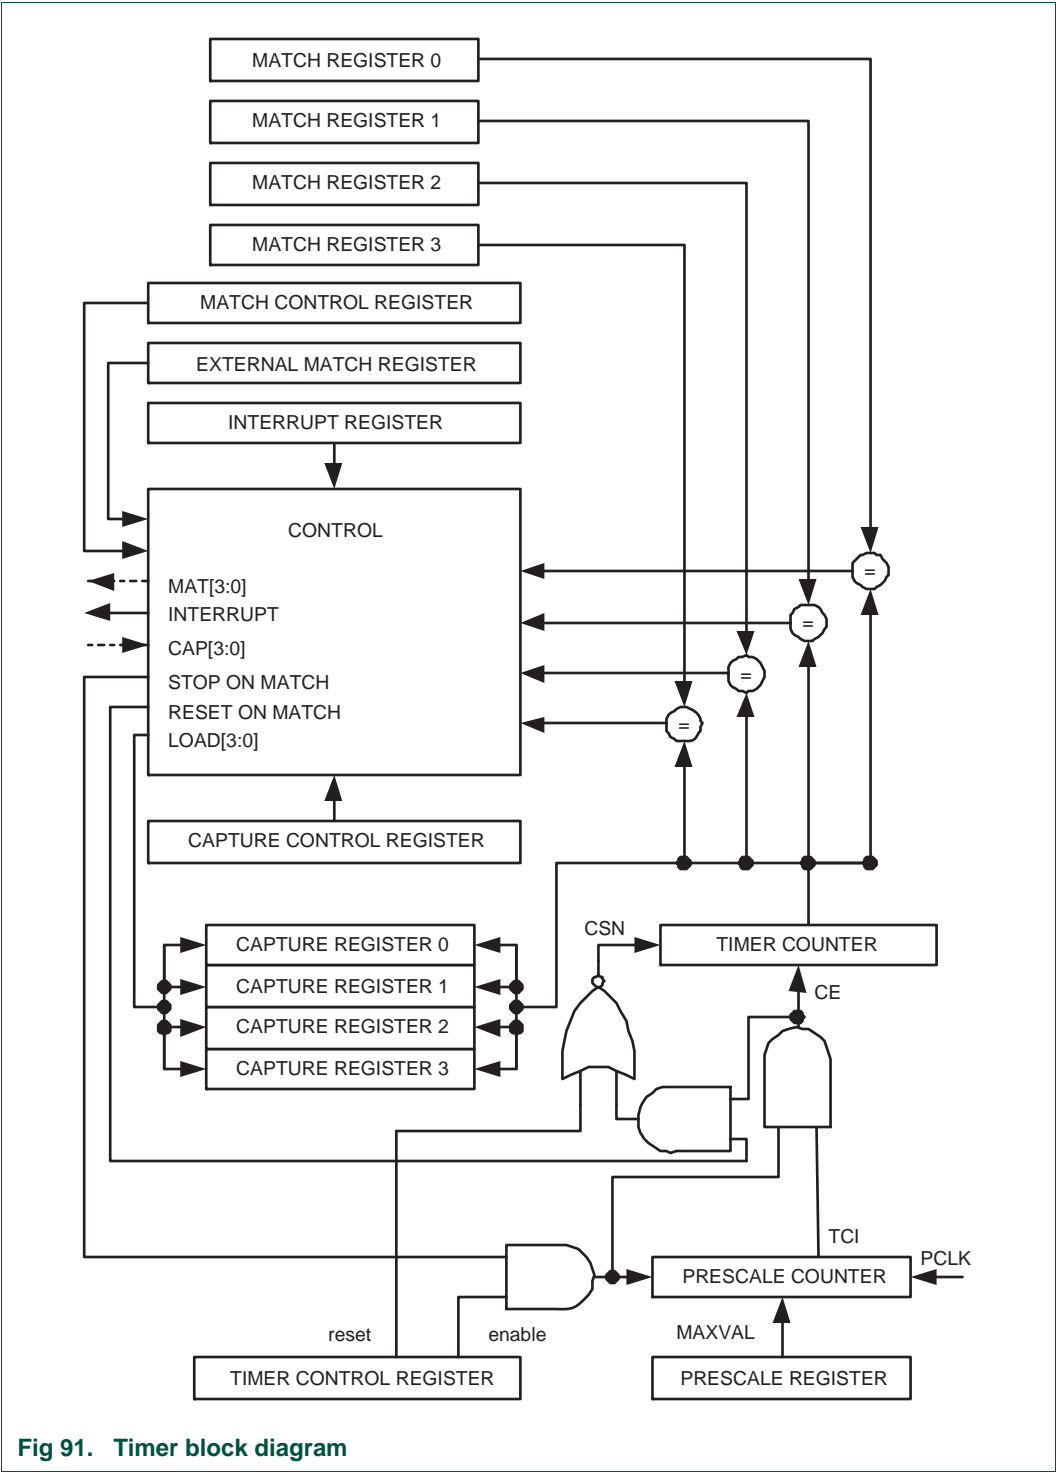 MATCH REGISTER 0
MATCH REGISTER 1
MATCH REGISTER 2
MATCH REGISTER 3
MATCH CONTROL REGISTER
EXTERNAL MATCH REGISTER
INTERRUPT REGISTER
CONTROL
=
=
=
=
MAT[3:0]
INTERRUPT
CAP[3:0]
STOP ON MATCH
RESET ON MATCH
LOAD[3:0]
CAPTURE CONTROL REGISTER
CSN
TIMER COUNTER
CAPTURE REGISTER 0
CAPTURE REGISTER 1
CAPTURE REGISTER 2
CAPTURE REGISTER 3
CE
TCI
PCLK
PRESCALE COUNTER
reset
enable
MAXVAL
TIMER CONTROL REGISTER
PRESCALE REGISTER
Fig 91. Timer block diagram